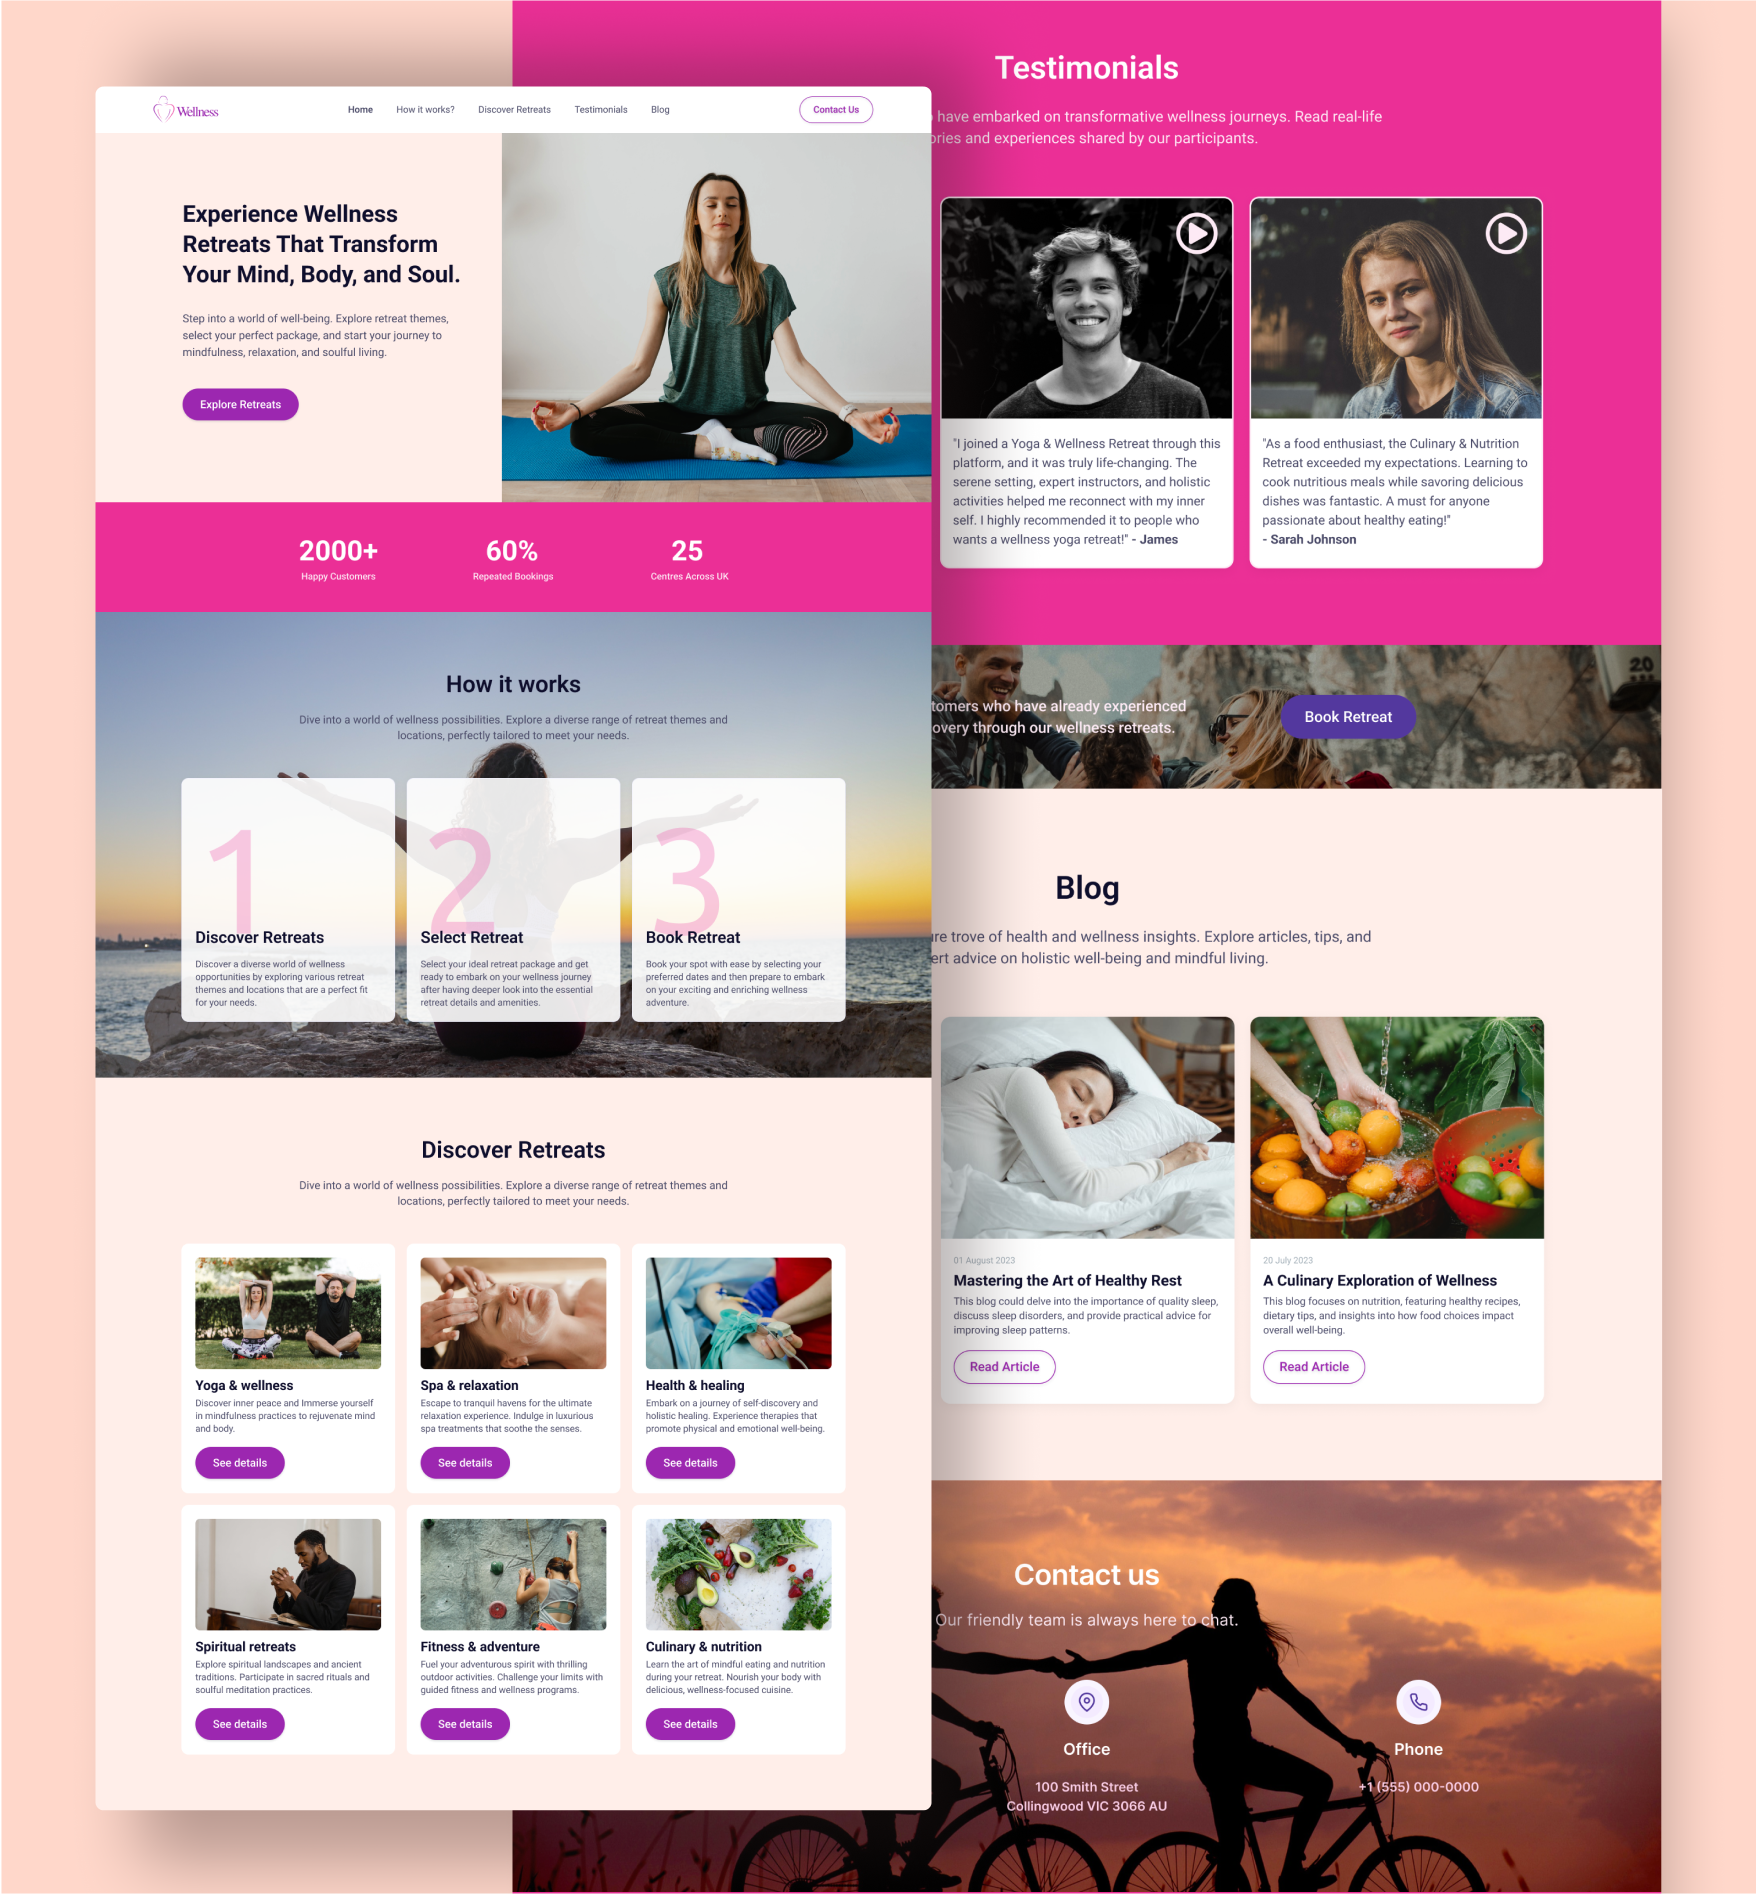 Wellness
Home
How it works?
Discover Retreats
Testimonials
Blog
Contact Us
Experience Wellness
Retreats That Transform
Your Mind, Body, and Soul.
Step into a world of well-being. Explore retreat themes,
select your perfect package, and start your journey to
mindfulness, relaxation, and soulful living.
Explore Retreats
2000+
Happy Customers
60%
Repeated Bookings
25
Centres Across UK
How it works
Dive into a world of wellness possibilities. Explore a diverse range of retreat themes and
locations, perfectly tailored to meet your needs.
1
Discover Retreats
Discover a diverse world of wellness
opportunities by exploring various retreat
themes and locations that are a perfect fit
for your needs.
2
Select Retreat
Select your ideal retreat package and get
ready to embark on your wellness journey
after having deeper look into the essential
retreat details and amenities.
3
Book Retreat
Book your spot with ease by selecting your
preferred dates and then prepare to embark
on your exciting and enriching wellness
adventure.
Discover Retreats
Dive into a world of wellness possibilities. Explore a diverse range of retreat themes and
locations, perfectly tailored to meet your needs.
Yoga & wellness
Discover inner peace and Immerse yourself
in mindfulness practices to rejuvenate mind
and body.
See details
Spa & relaxation
Escape to tranquil havens for the ultimate
relaxation experience. Indulge in luxurious
spa treatments that soothe the senses.
See details
Health & healing
Embark on a journey of self-discovery and
holistic healing. Experience therapies that
promote physical and emotional well-being.
See details
Spiritual retreats
Explore spiritual landscapes and ancient
traditions. Participate in sacred rituals and
soulful meditation practices.
See details
Fitness & adventure
Fuel your adventurous spirit with thrilling
outdoor activities. Challenge your limits with
guided fitness and wellness programs.
See details
Culinary & nutrition
Learn the art of mindful eating and nutrition
during your retreat. Nourish your body with
delicious, wellness-focused cuisine.
See details
Testimonials
have embarked on transformative wellness journeys. Read real-life
ories and experiences shared by our participants.
"I joined a Yoga & Wellness Retreat through this
platform, and it was truly life-changing. The
serene setting, expert instructors, and holistic
activities helped me reconnect with my inner
self. I highly recommended it to people who
wants a wellness yoga retreat!" - James
"As a food enthusiast, the Culinary & Nutrition
Retreat exceeded my expectations. Learning to
cook nutritious meals while savoring delicious
dishes was fantastic. A must for anyone
passionate about healthy eating!"
- Sarah Johnson
20
tomers who have already experienced
overy through our wellness retreats.
Book Retreat
Blog
re trove of health and wellness insights. Explore articles, tips, and
ert advice on holistic well-being and mindful living.
01 August 2023
Mastering the Art of Healthy Rest
This blog could delve into the importance of quality sleep,
discuss sleep disorders, and provide practical advice for
improving sleep patterns.
Read Article
20 July 2023
A Culinary Exploration of Wellness
This blog focuses on nutrition, featuring healthy recipes,
dietary tips, and insights into how food choices impact
overall well-being.
Read Article
Contact us
Our friendly team is always here to chat.
Office
100 Smith Street
Collingwood VIC 3066 AU
Phone
+1 (555) 000-0000